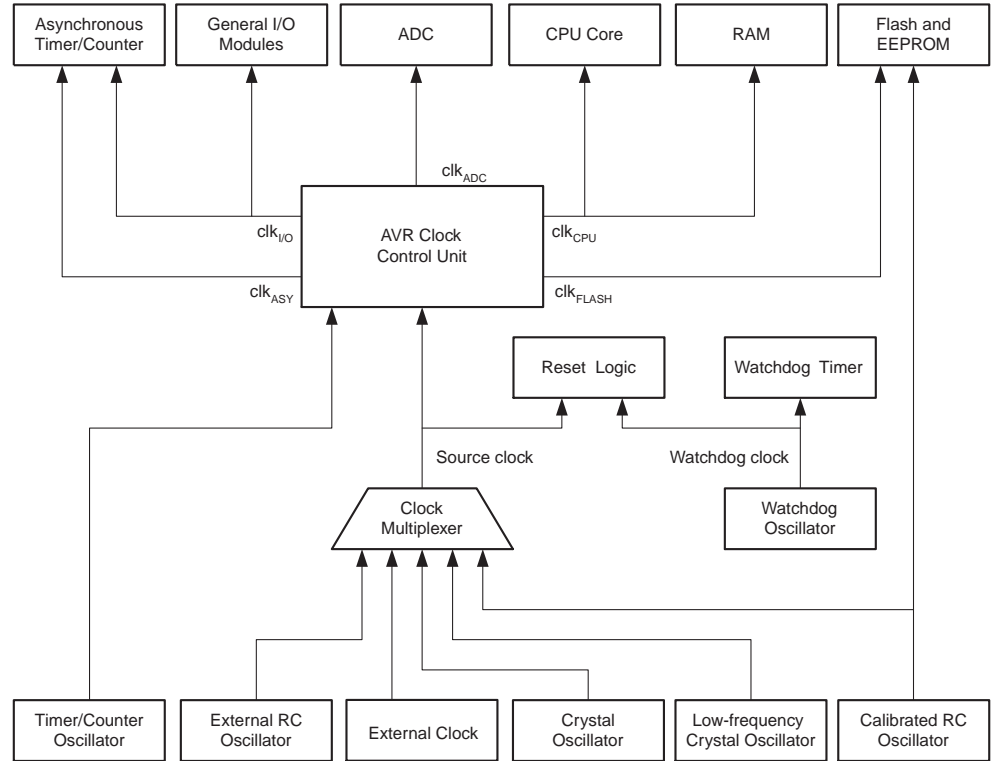 Asynchronous
Timer/Counter
General I/O
Modules
ADC
CPU Core
RAM
Flash and
EEPROM
clkADC
clkI/O
AVR Clock
Control Unit
clkCPU
clkASY
clkFLASH
Reset Logic
Watchdog Timer
Source clock
Watchdog clock
Clock
Multiplexer
Watchdog
Oscillator
Timer/Counter
Oscillator
External RC
Oscillator
External Clock
Crystal
Oscillator
Low-frequency
Crystal Oscillator
Calibrated RC
Oscillator